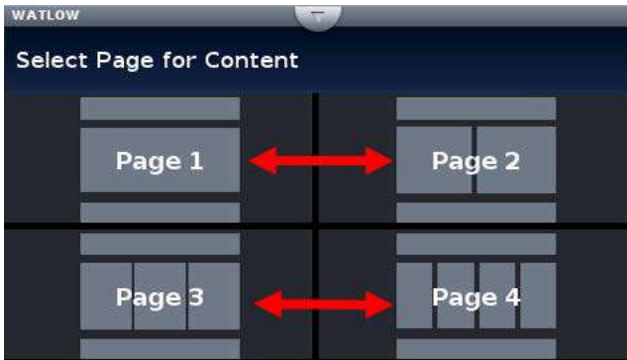 WATLOW
Select Page for Content
Page 1
Page 2
Page 3
Page 4